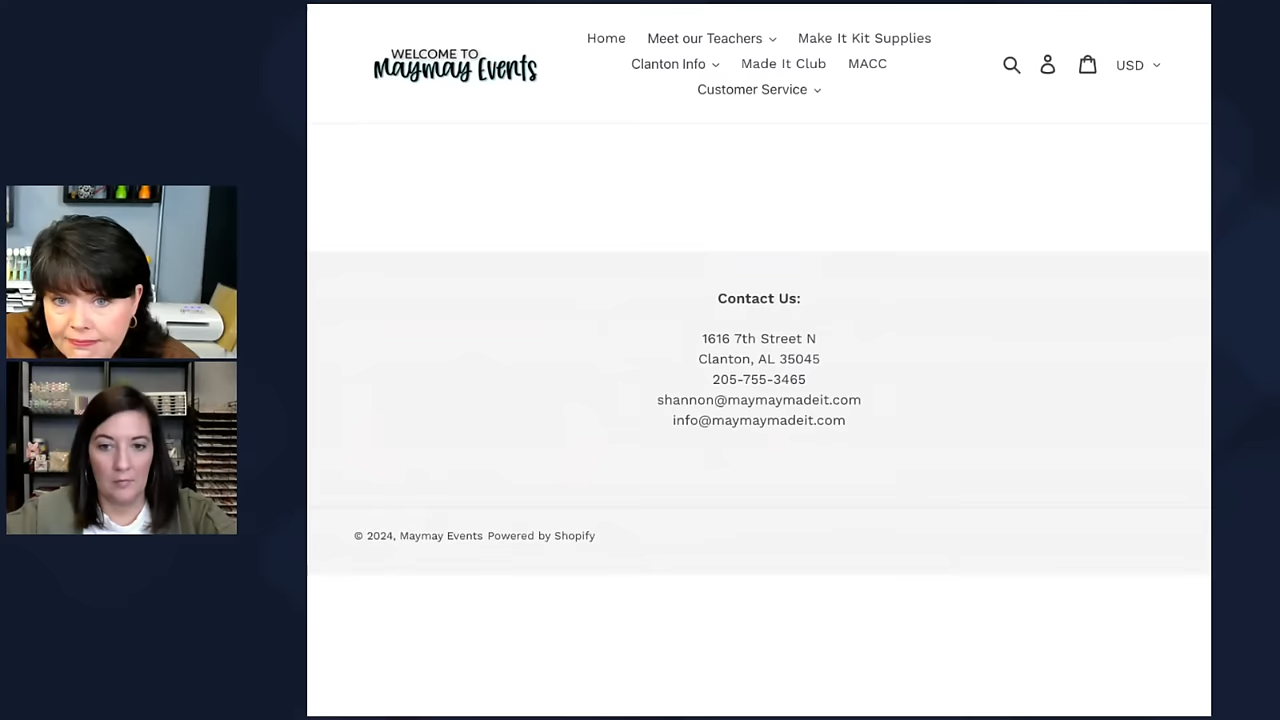 WELCOME TO
maymay Events
Home Meet our Teachers Make It Kit Supplies
Clanton Info Made It Club MACC
Customer Service
USD
Contact Us:
1616 7th Street N
Clanton, AL 35045
205-755-3465
shannon@maymaymadeit.com
info@maymaymadeit.com
© 2024, Maymay Events Powered by Shopify